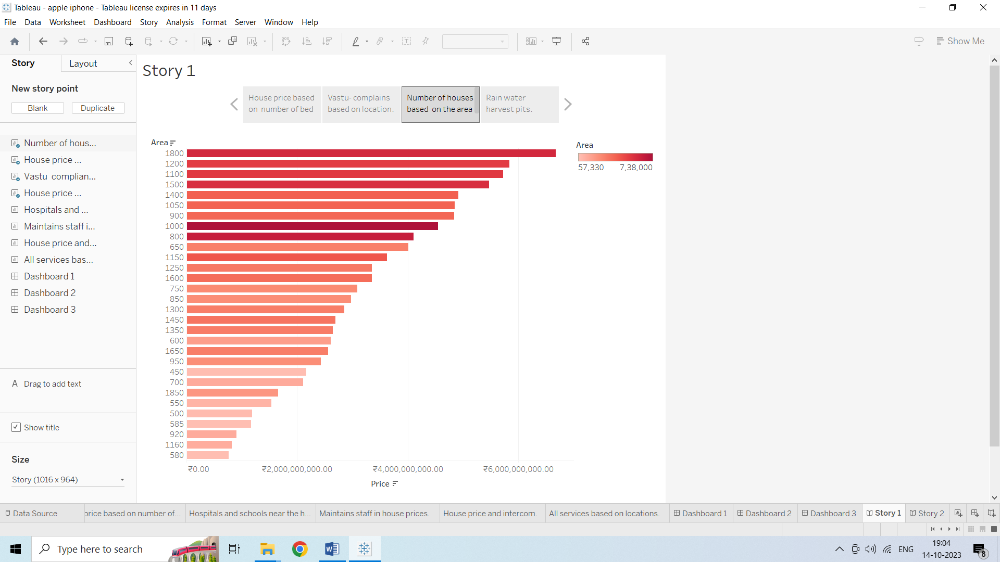 Tableau - apple iphone - Tableau license expires in 11 days
File Data Worksheet Dashboard Story Analysis Format Server Window Help
Show Me
Story Layout
New story point
Blank Duplicate
Number of hous...
House price ...
Vastu complian...
House price ...
Hospitals and ...
Maintains staff i...
House price and...
All services bas...
Dashboard 1
Dashboard 2
Dashboard 3
A Drag to add text
Show title
Size
Story (1016 x 964)
Story 1
House price based
on number of bed
Vastu- complains
based on location.
Number of houses
based on the area
Rain water
harvest pits.
Area
1800
1200
1100
1500
1400
1050
900
1000
800
650
1150
1250
1600
750
850
1300
1450
1350
600
1650
950
450
700
1850
550
500
585
920
1160
580
₹0.00 ₹2,000,000,000.00 ₹4,000,000,000.00 ₹6,000,000,000.00
Price
Area
57,330 7,38,000
Data Source price based on number of... Hospitals and schools near the h... Maintains staff in house prices. House price and intercom. All services based on locations. Dashboard 1 Dashboard 2 Dashboard 3 Story 1 Story 2
Type here to search
ENG
19:04
14-10-2023
8